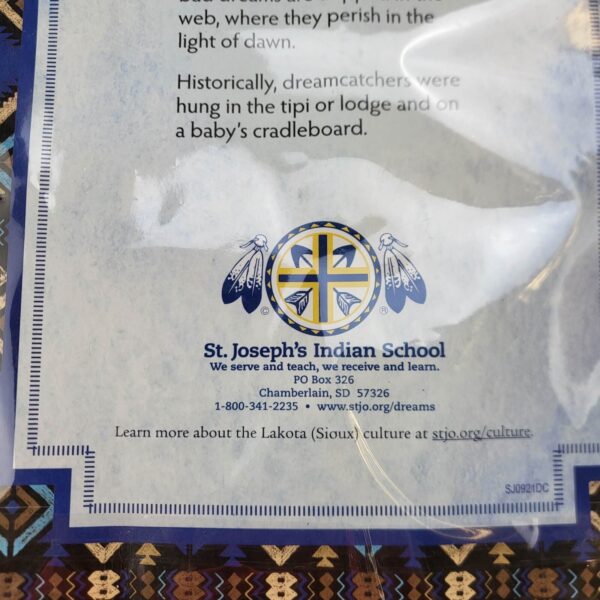 web, where they perish in the
light of dawn.
Historically, dreamcatchers were
hung in the tipi or lodge and on
a baby's cradleboard.
©
®
St. Joseph's Indian School
We serve and teach, we receive and learn.
PO Box 326
Chamberlain, SD 57326
1-800-341-2235 • www.stjo.org/dreams
Learn more about the Lakota (Sioux) culture at stjo.org/culture.
SJ0921DC